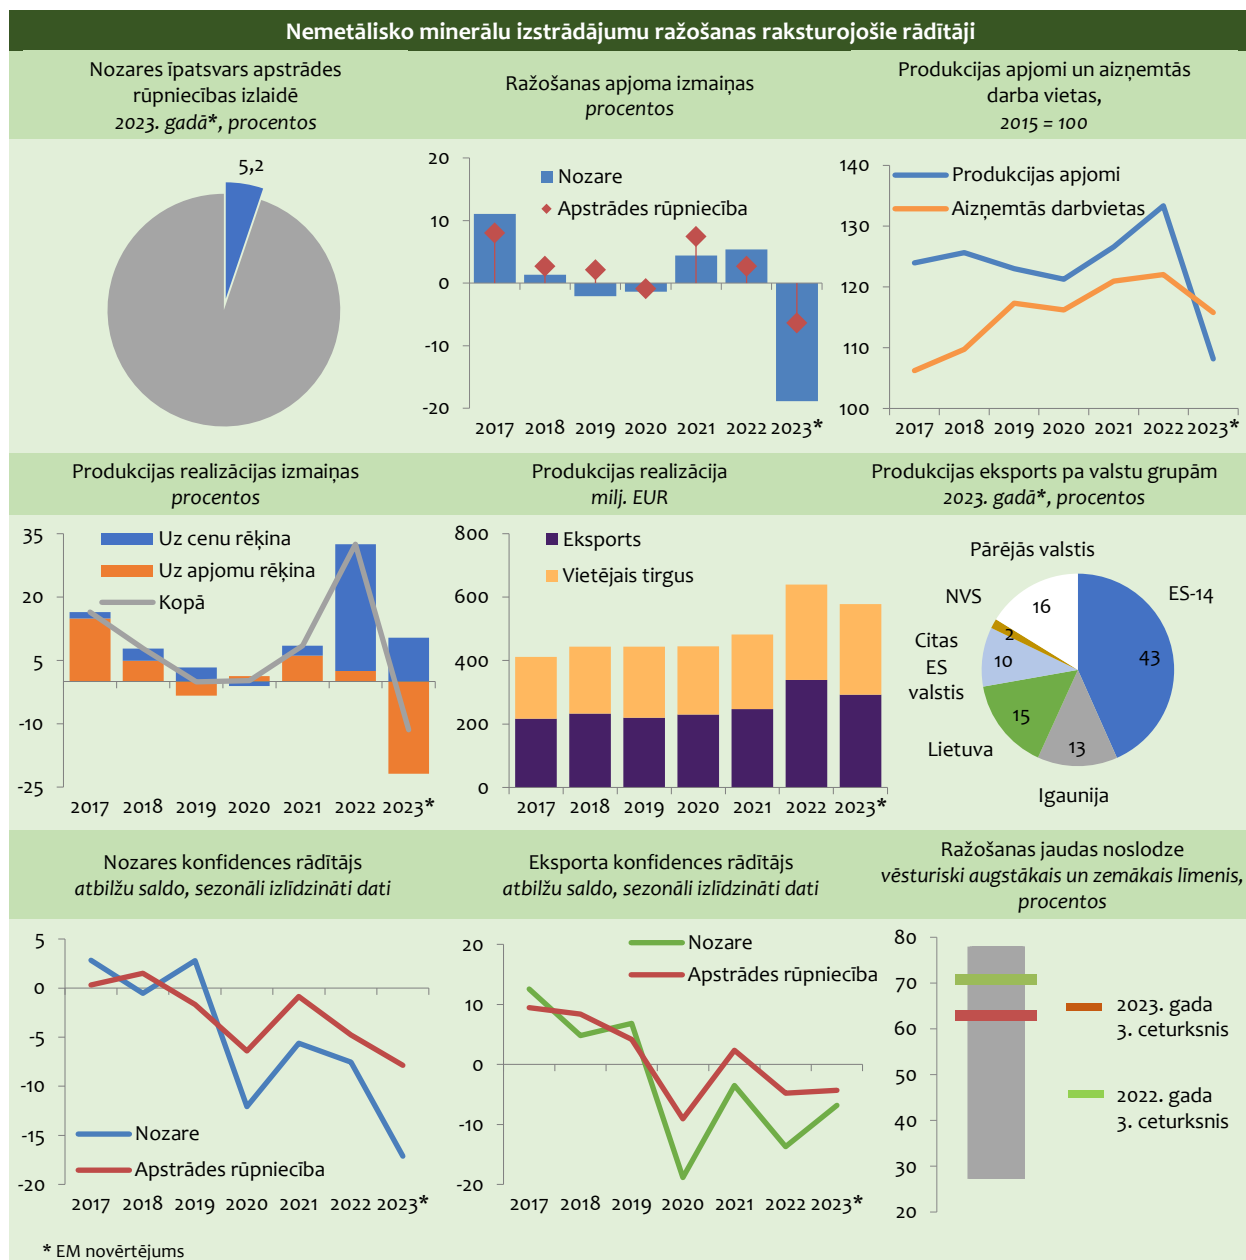 Nemetālisko minerālu izstrādājumu ražošanas raksturojošie rādītāji
Nozares īpatsvars apstrādes
rūpniecības izlaidē
2023. gadā*, procentos
5,2
Ražošanas apjoma izmaiņas
procentos
20
10
0
-10
-20
Nozare
Apstrādes rūpniecība
2017 2018 2019 2020 2021 2022 2023*
Produkcijas apjomi un aizņemtās
darba vietas,
2015 = 100
140
130
120
110
100
Produkcijas apjomi
Aizņemtās darbvietas
2017 2018 2019 2020 2021 2022 2023*
Produkcijas realizācijas izmaiņas
procentos
35
20
5
-10
-25
Uz cenu rēķina
Uz apjomu rēķina
Kopā
2017 2018 2019 2020 2021 2022 2023*
Produkcijas realizācija
milj. EUR
800
600
400
200
0
Eksports
Vietējais tirgus
2017 2018 2019 2020 2021 2022 2023*
Produkcijas eksports pa valstu grupām
2023. gadā*, procentos
Pārējās valstis
16
ES-14
43
NVS
2
Citas
ES
valstis
10
Lietuva
15
Igaunija
13
Nozares konfidences rādītājs
atbilžu saldo, sezonāli izlīdzināti dati
5
0
-5
-10
-15
-20
Nozare
Apstrādes rūpniecība
2017 2018 2019 2020 2021 2022 2023*
Eksporta konfidences rādītājs
atbilžu saldo, sezonāli izlīdzināti dati
20
10
0
-10
-20
Nozare
Apstrādes rūpniecība
2017 2018 2019 2020 2021 2022 2023*
Ražošanas jaudas noslodze
vēsturiski augstākais un zemākais līmenis,
procentos
80
70
60
50
40
30
20
2023. gada
3. ceturksnis
2022. gada
3. ceturksnis
* EM novērtējums